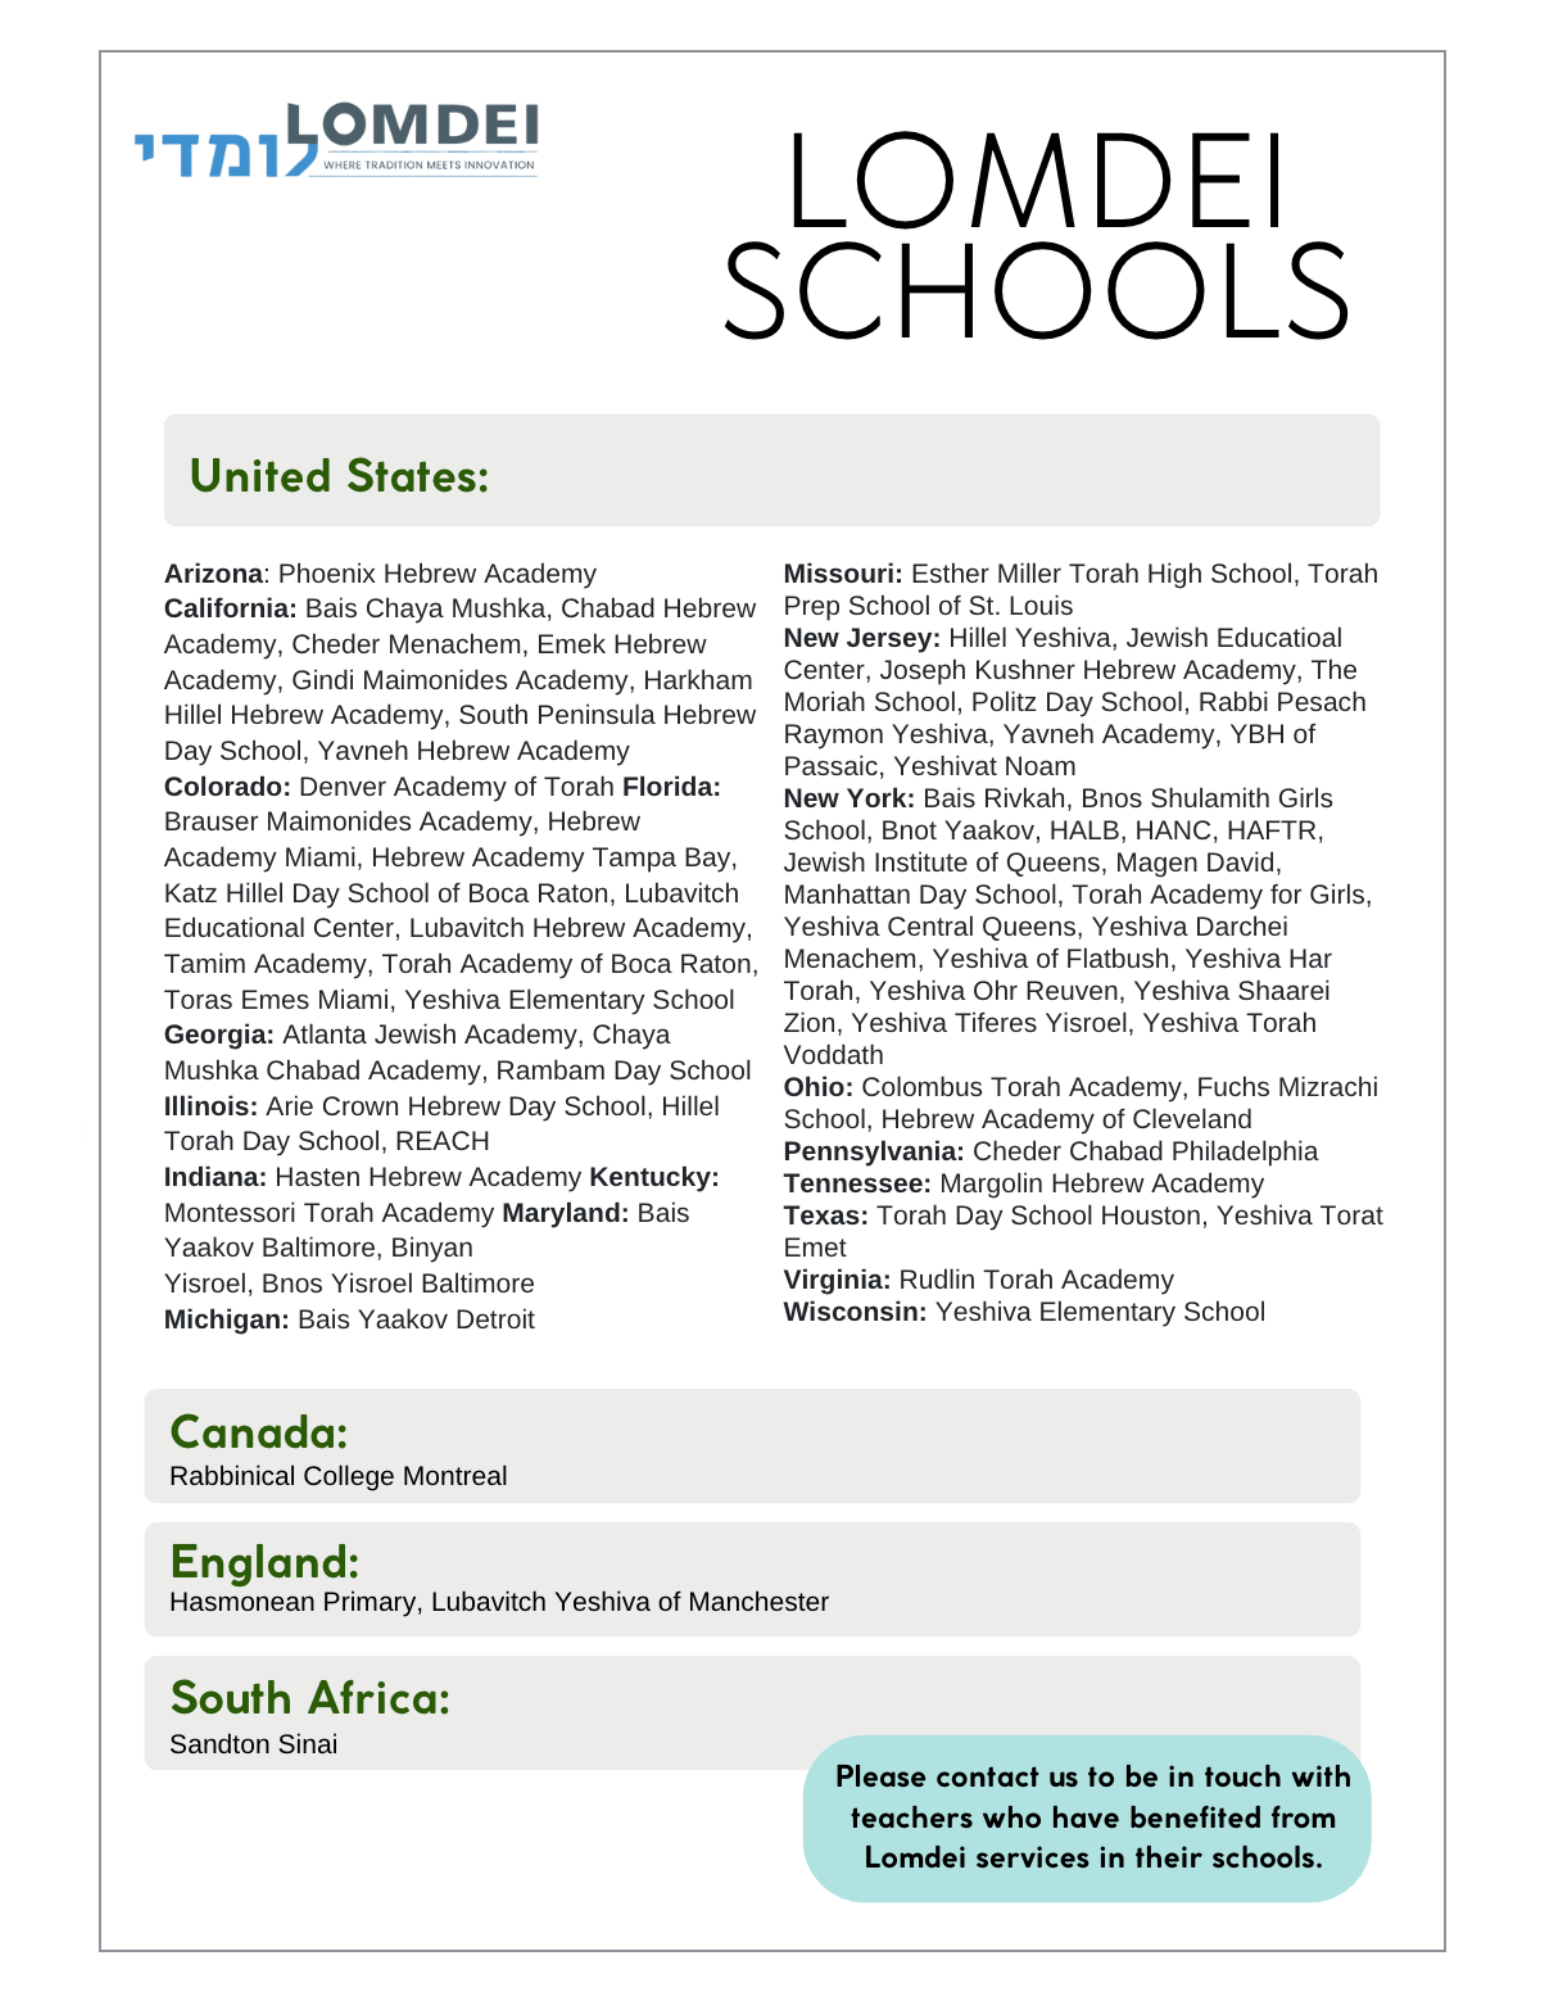 לומדי
LOMDEI
WHERE TRADITION MEETS INNOVATION
LOMDEI
SCHOOLS
United States:
Arizona: Phoenix Hebrew Academy
California: Bais Chaya Mushka, Chabad Hebrew
Academy, Cheder Menachem, Emek Hebrew
Academy, Gindi Maimonides Academy, Harkham
Hillel Hebrew Academy, South Peninsula Hebrew
Day School, Yavneh Hebrew Academy
Colorado: Denver Academy of Torah Florida:
Brauser Maimonides Academy, Hebrew
Academy Miami, Hebrew Academy Tampa Bay,
Katz Hillel Day School of Boca Raton, Lubavitch
Educational Center, Lubavitch Hebrew Academy,
Tamim Academy, Torah Academy of Boca Raton,
Toras Emes Miami, Yeshiva Elementary School
Georgia: Atlanta Jewish Academy, Chaya
Mushka Chabad Academy, Rambam Day School
Illinois: Arie Crown Hebrew Day School, Hillel
Torah Day School, REACH
Indiana: Hasten Hebrew Academy Kentucky:
Montessori Torah Academy Maryland: Bais
Yaakov Baltimore, Binyan
Yisroel, Bnos Yisroel Baltimore
Michigan: Bais Yaakov Detroit
Missouri: Esther Miller Torah High School, Torah
Prep School of St. Louis
New Jersey: Hillel Yeshiva, Jewish Educatioal
Center, Joseph Kushner Hebrew Academy, The
Moriah School, Politz Day School, Rabbi Pesach
Raymon Yeshiva, Yavneh Academy, YBH of
Passaic, Yeshivat Noam
New York: Bais Rivkah, Bnos Shulamith Girls
School, Bnot Yaakov, HALB, HANC, HAFTR,
Jewish Institute of Queens, Magen David,
Manhattan Day School, Torah Academy for Girls,
Yeshiva Central Queens, Yeshiva Darchei
Menachem, Yeshiva of Flatbush, Yeshiva Har
Torah, Yeshiva Ohr Reuven, Yeshiva Shaarei
Zion, Yeshiva Tiferes Yisroel, Yeshiva Torah
Voddath
Ohio: Colombus Torah Academy, Fuchs Mizrachi
School, Hebrew Academy of Cleveland
Pennsylvania: Cheder Chabad Philadelphia
Tennessee: Margolin Hebrew Academy
Texas: Torah Day School Houston, Yeshiva Torat
Emet
Virginia: Rudlin Torah Academy
Wisconsin: Yeshiva Elementary School
Canada:
Rabbinical College Montreal
England:
Hasmonean Primary, Lubavitch Yeshiva of Manchester
South Africa:
Sandton Sinai
Please contact us to be in touch with
teachers who have benefited from
Lomdei services in their schools.